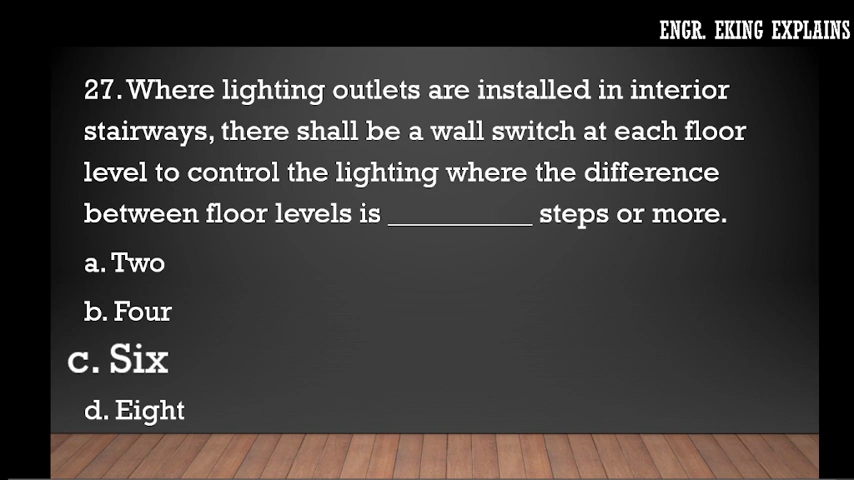 ENGR. EKING EXPLAINS
27. Where lighting outlets are installed in interior
stairways, there shall be a wall switch at each floor
level to control the lighting where the difference
between floor levels is __________ steps or more.
a. Two
b. Four
c. Six
d. Eight